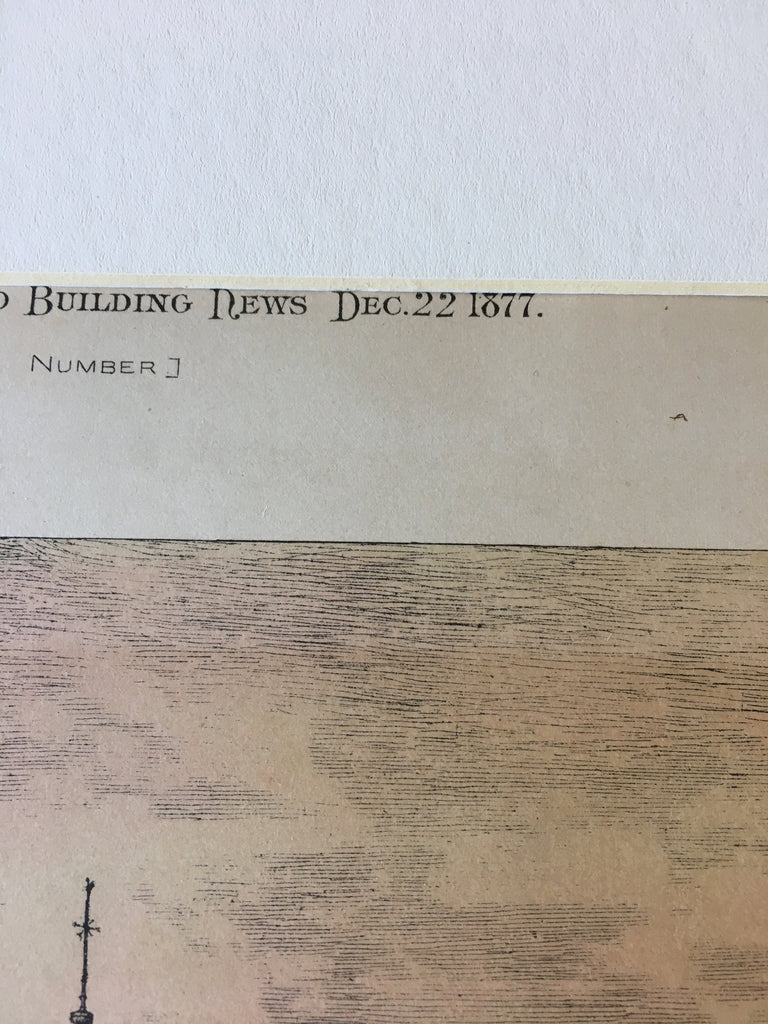 D Building News Dec. 22 1877.
Number ]